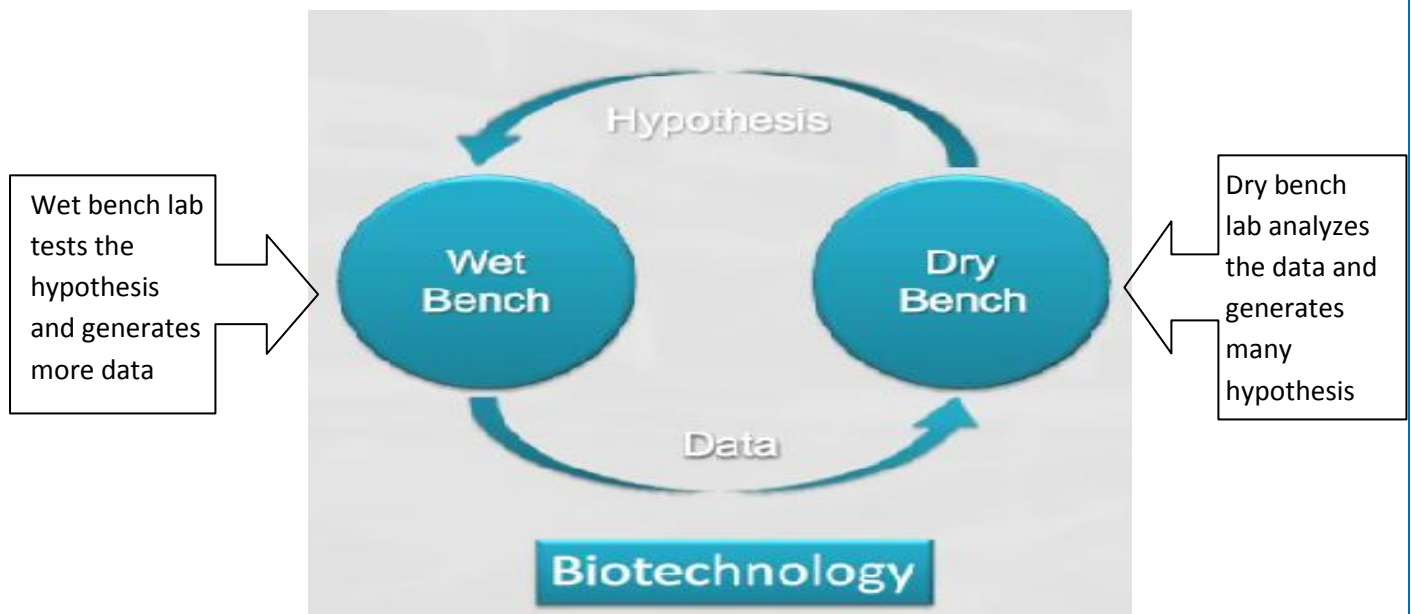 Hypothesis
Wet bench lab
tests the
hypothesis
and generates
more data
Wet
Bench
Dry
Bench
Dry bench
lab analyzes
the data and
generates
many
hypothesis
Data
Biotechnology